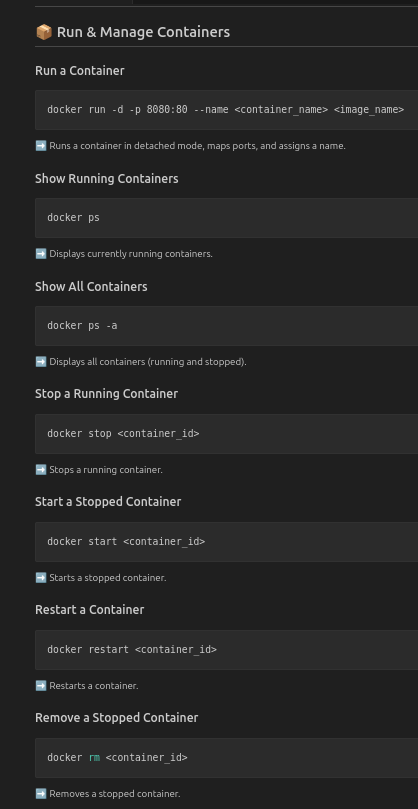 📦 Run & Manage Containers
Run a Container
docker run -d -p 8080:80 --name <container_name> <image_name>
➡️ Runs a container in detached mode, maps ports, and assigns a name.
Show Running Containers
docker ps
➡️ Displays currently running containers.
Show All Containers
docker ps -a
➡️ Displays all containers (running and stopped).
Stop a Running Container
docker stop <container_id>
➡️ Stops a running container.
Start a Stopped Container
docker start <container_id>
➡️ Starts a stopped container.
Restart a Container
docker restart <container_id>
➡️ Restarts a container.
Remove a Stopped Container
docker rm <container_id>
➡️ Removes a stopped container.